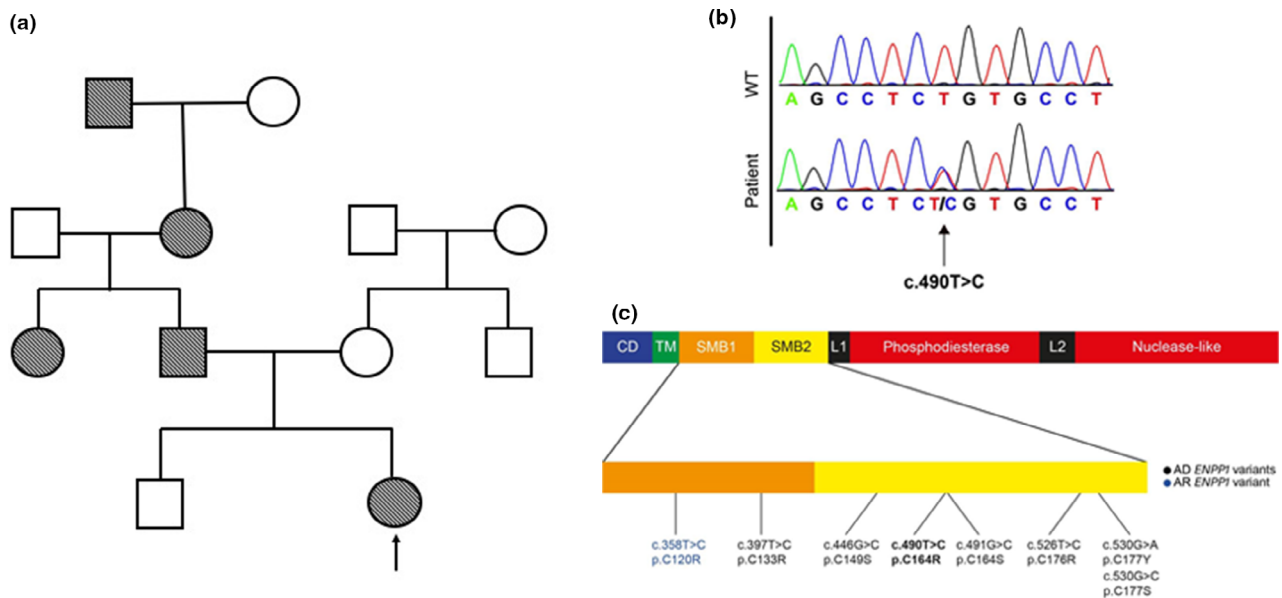 (a)
(b)
WT
A G C C T C T G T G C C T
Patient
A G C C T C T/C G T G C C T
c.490T>C
(c)
CD TM SMB1 SMB2 L1 Phosphodiesterase L2 Nuclease-like
● AD ENPP1 variants
● AR ENPP1 variant
c.358T>C
p.C120R
c.397T>C
p.C133R
c.446G>C
p.C149S
c.490T>C
p.C164R
c.491G>C
p.C164S
c.526T>C
p.C176R
c.530G>A
p.C177Y
c.530G>C
p.C177S